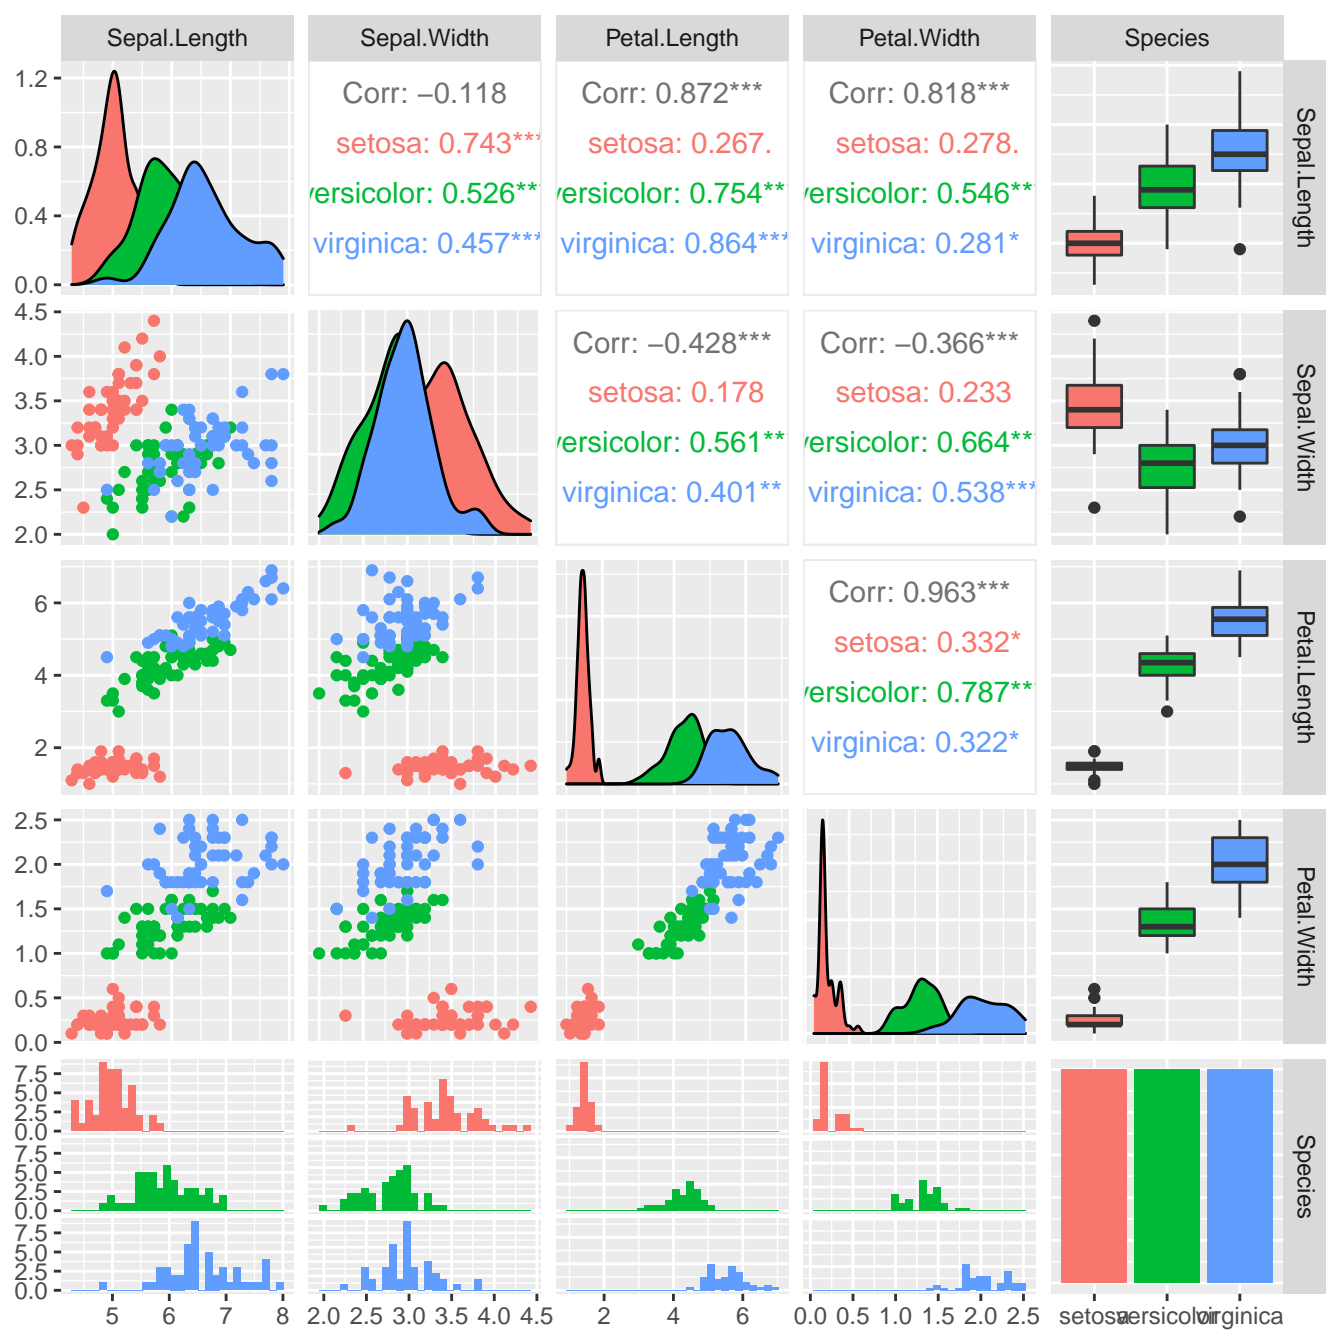 Sepal.Length
Sepal.Width
Petal.Length
Petal.Width
Species
1.2
0.8
0.4
0.0
Corr: −0.118
setosa: 0.743***
versicolor: 0.526***
virginica: 0.457***
Corr: 0.872***
setosa: 0.267.
versicolor: 0.754***
virginica: 0.864***
Corr: 0.818***
setosa: 0.278.
versicolor: 0.546***
virginica: 0.281*
Sepal.Length
4.5
4.0
3.5
3.0
2.5
2.0
Corr: −0.428***
setosa: 0.178
versicolor: 0.561***
virginica: 0.401**
Corr: −0.366***
setosa: 0.233
versicolor: 0.664***
virginica: 0.538***
Sepal.Width
6
4
2
Corr: 0.963***
setosa: 0.332*
versicolor: 0.787***
virginica: 0.322*
Petal.Length
2.5
2.0
1.5
1.0
0.5
0.0
Petal.Width
7.5
5.0
2.5
0.0
7.5
5.0
2.5
0.0
7.5
5.0
2.5
0.0
Species
5 6 7 8
2.0 2.5 3.0 3.5 4.0 4.5
2 4 6
0.0 0.5 1.0 1.5 2.0 2.5
setosa versicolor virginica